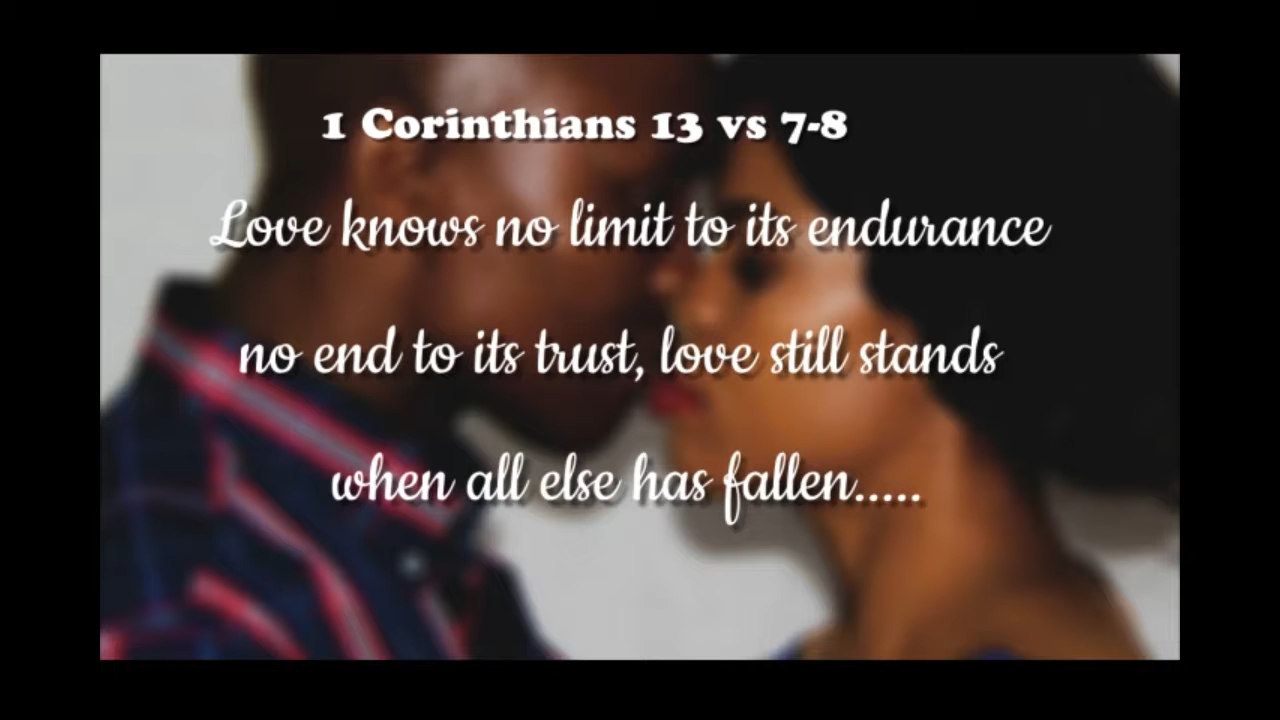 1 Corinthians 13 vs 7-8
Love knows no limit to its endurance
no end to its trust, love still stands
when all else has fallen.....